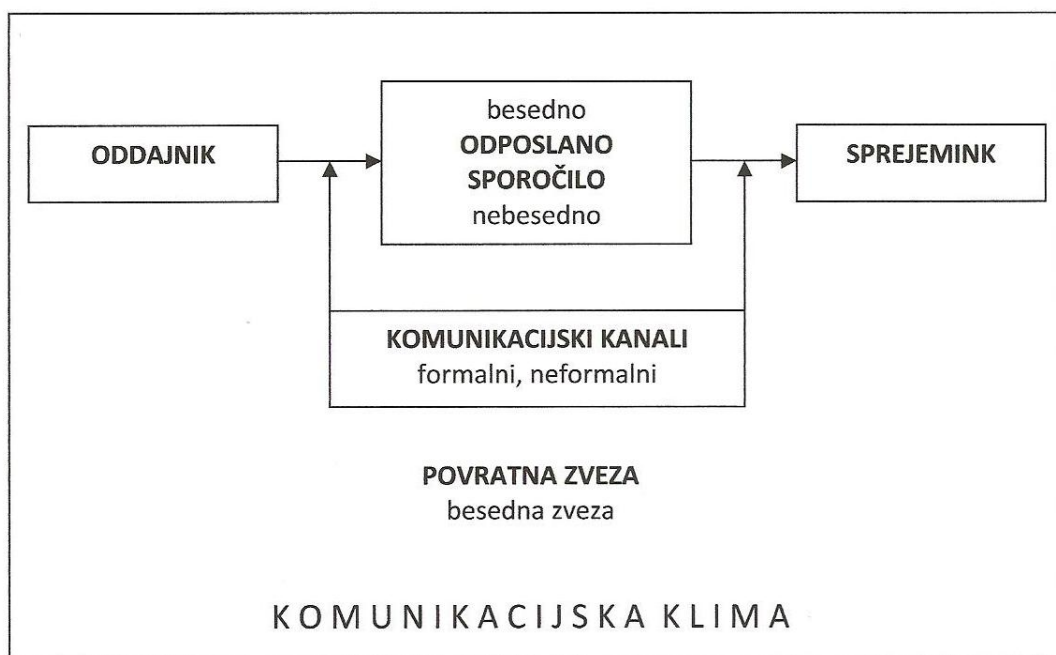 ODDAJNIK
besedno
ODPOSLANO
SPOROČILO
nebesedno
SPREJEMINK
KOMUNIKACIJSKI KANALI
formalni, neformalni
POVRATNA ZVEZA
besedna zveza
KOMUNIKACIJSKA KLIMA